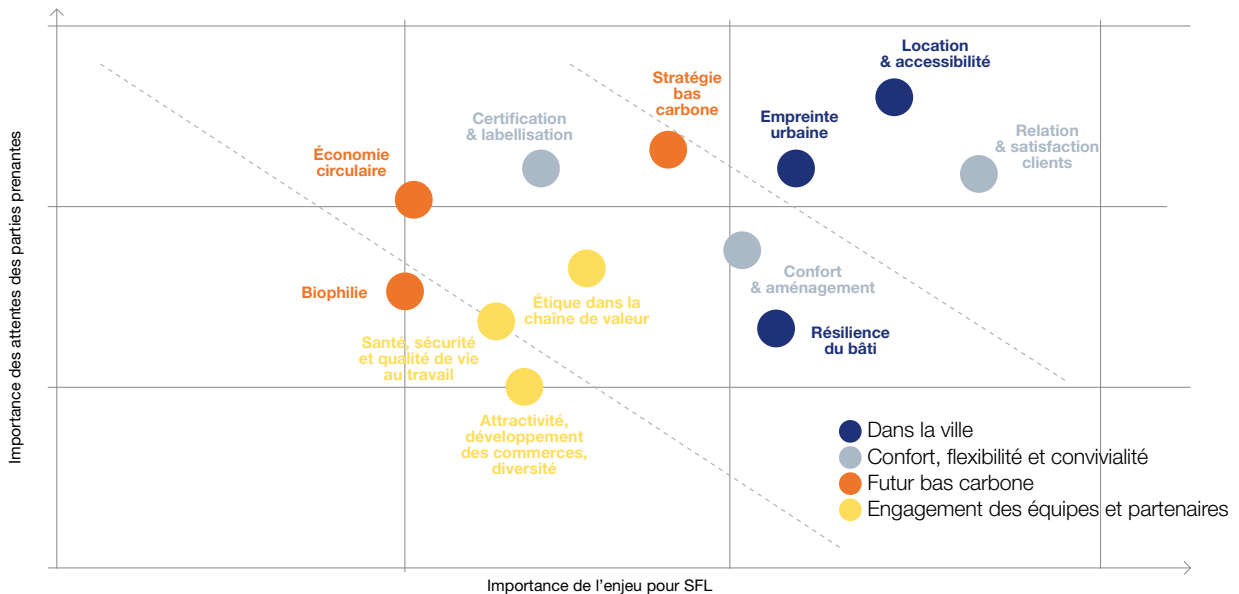 Importance des attentes des parties prenantes
Location
& accessibilité
Stratégie
bas
carbone
Certification
& labellisation
Empreinte
urbaine
Relation
& satisfaction
clients
Économie
circulaire
Biophilie
Étique dans la
chaîne de valeur
Confort
& aménagement
Santé, sécurité
et qualité de vie
au travail
Résilience
du bâti
Attractivité,
développement
des commerces,
diversité
Dans la ville
Confort, flexibilité et convivialité
Futur bas carbone
Engagement des équipes et partenaires
Importance de l'enjeu pour SFL